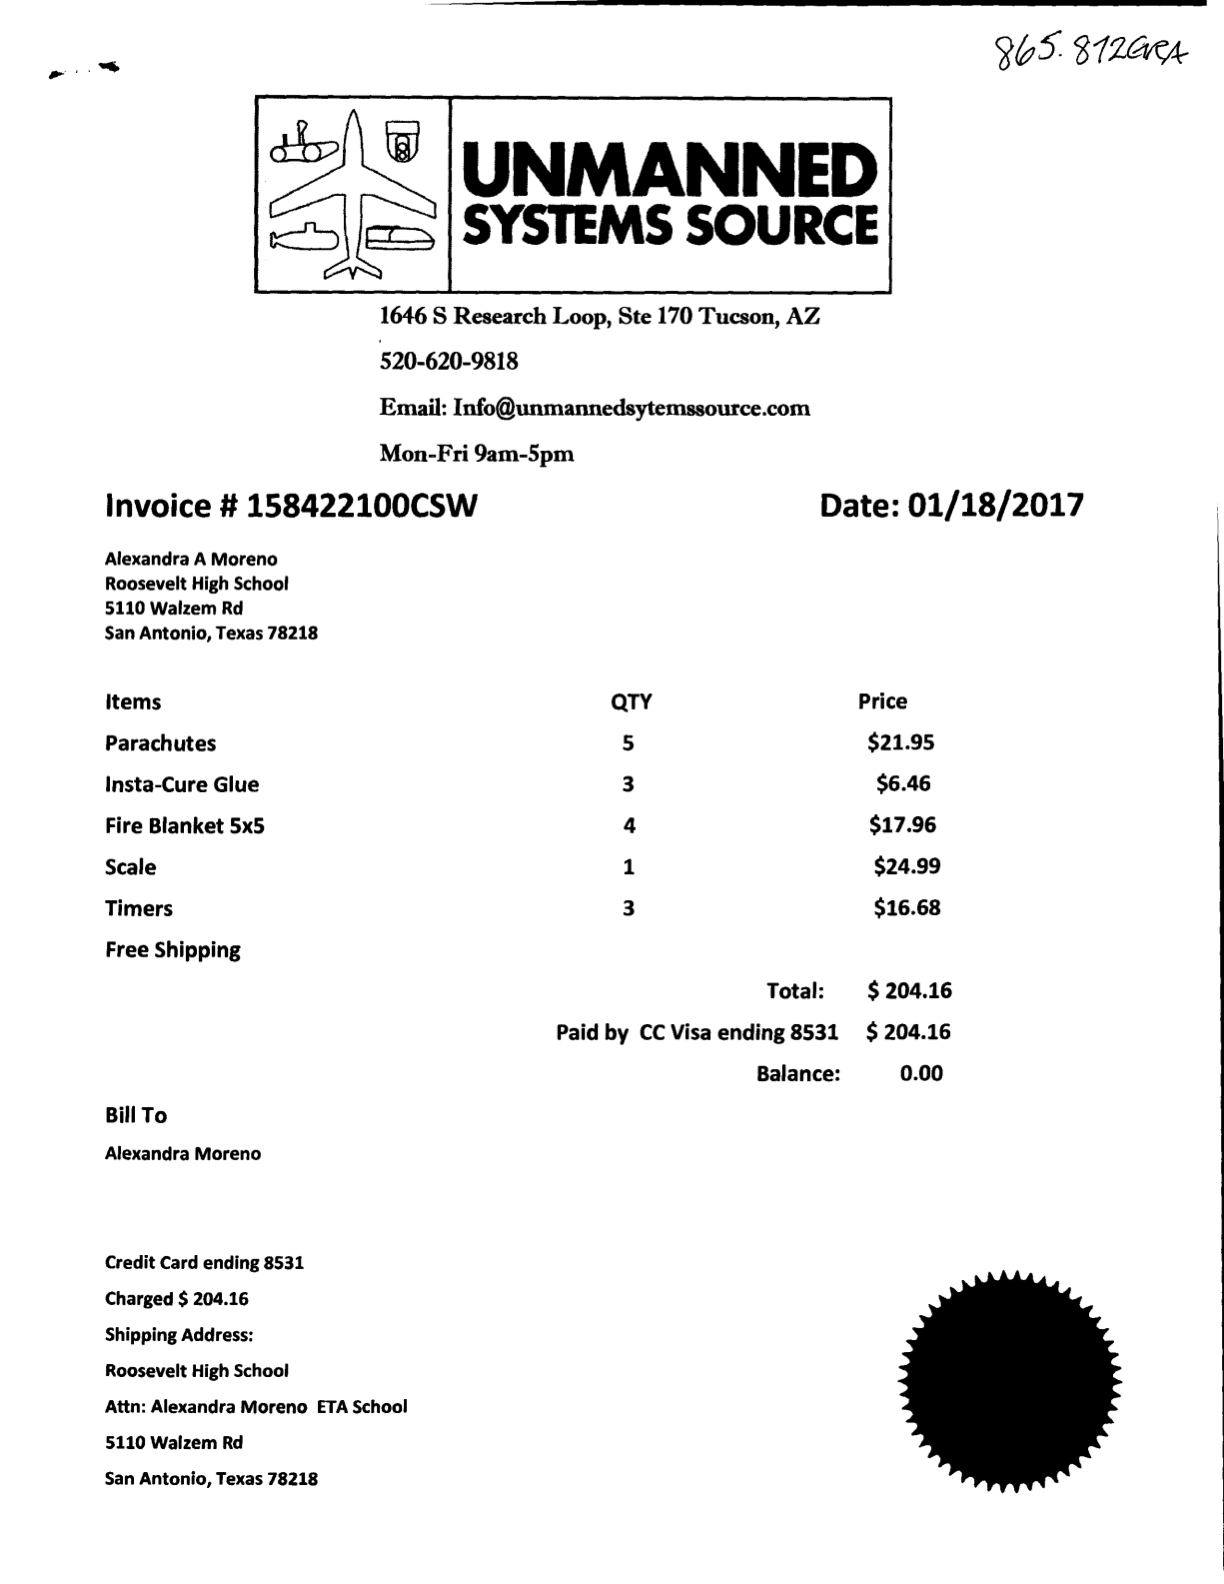 865.872GRA
UNMANNED
SYSTEMS SOURCE
1646 S Research Loop, Ste 170 Tucson, AZ
520-620-9818
Email: Info@unmannedsytemssource.com
Mon-Fri 9am-5pm
Invoice # 158422100CSW Date: 01/18/2017
Alexandra A Moreno
Roosevelt High School
5110 Walzem Rd
San Antonio, Texas 78218
Items QTY Price
Parachutes 5 $21.95
Insta-Cure Glue 3 $6.46
Fire Blanket 5x5 4 $17.96
Scale 1 $24.99
Timers 3 $16.68
Free Shipping
Total: $ 204.16
Paid by CC Visa ending 8531 $ 204.16
Balance: 0.00
Bill To
Alexandra Moreno
Credit Card ending 8531
Charged $ 204.16
Shipping Address:
Roosevelt High School
Attn: Alexandra Moreno ETA School
5110 Walzem Rd
San Antonio, Texas 78218